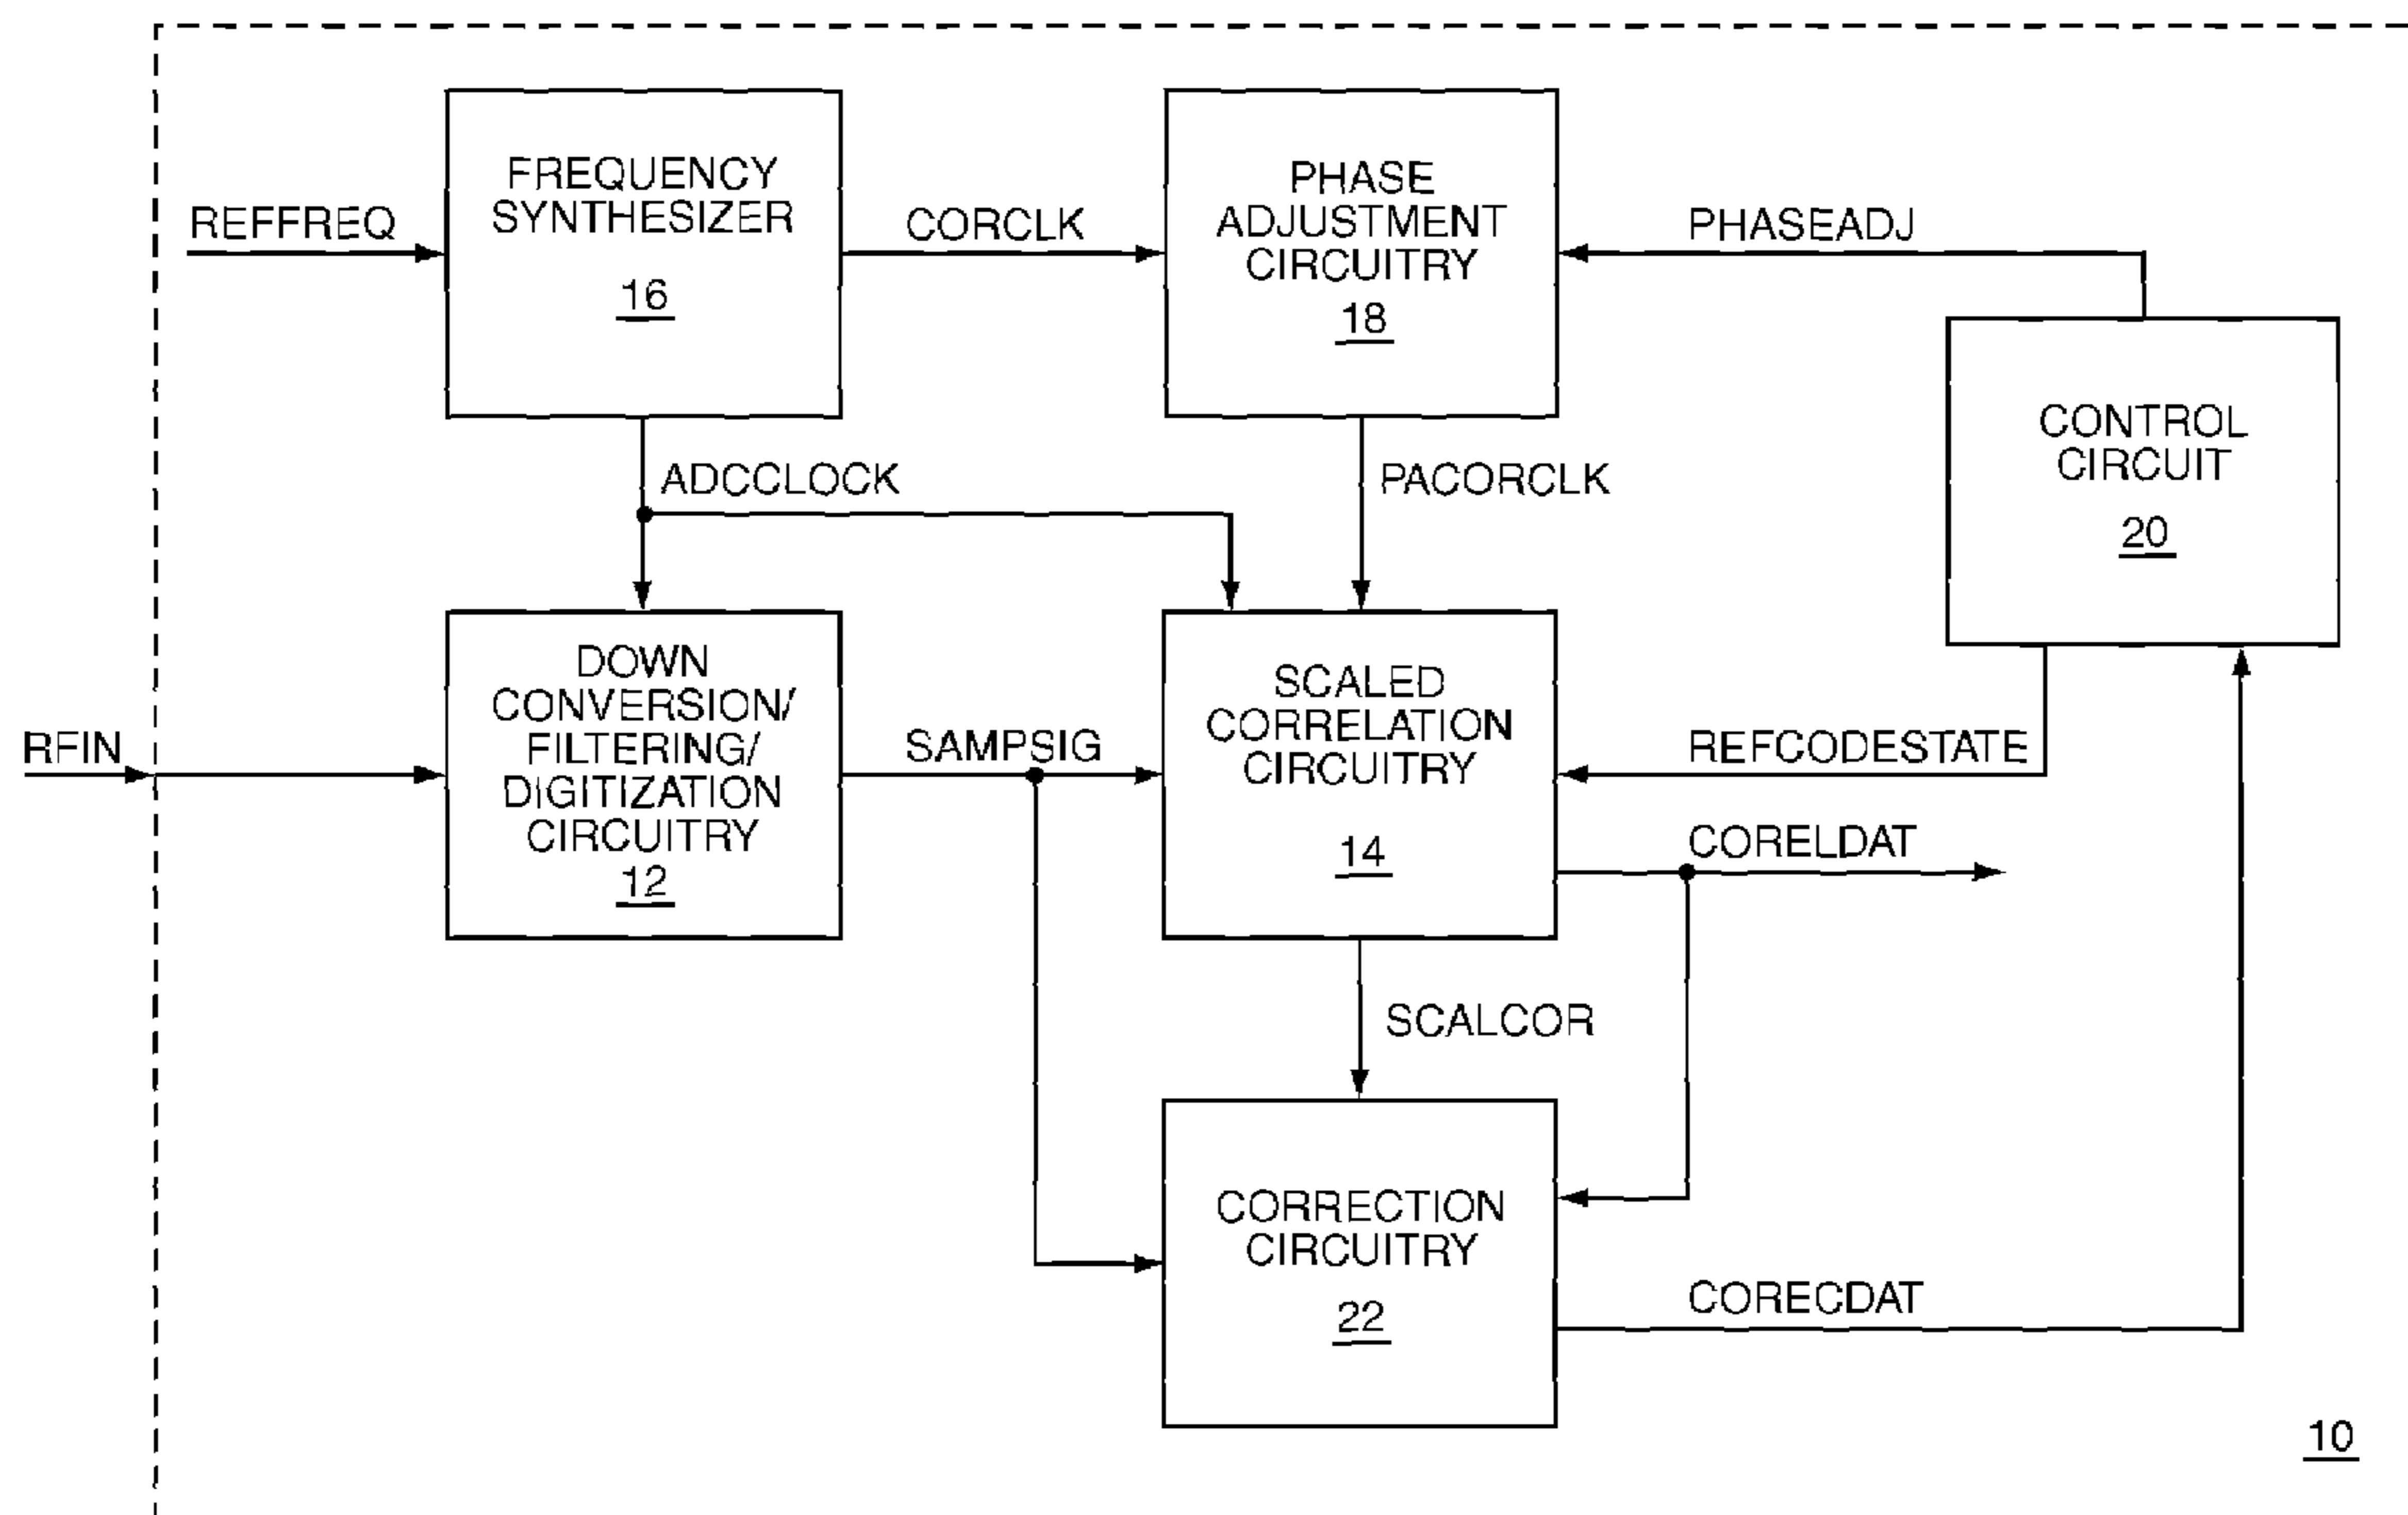 FREQUENCY
SYNTHESIZER
16
PHASE
ADJUSTMENT
CIRCUITRY
18
REFFREQ
CORCLK
PHASEADJ
CONTROL
CIRCUIT
20
ADCCLOCK
PACORCLK
DOWN
CONVERSION/
FILTERING/
DIGITIZATION
CIRCUITRY
12
SCALED
CORRELATION
CIRCUITRY
14
RFIN
SAMPSIG
REFCODESTATE
CORELDAT
SCALCOR
CORRECTION
CIRCUITRY
22
CORECDAT
10